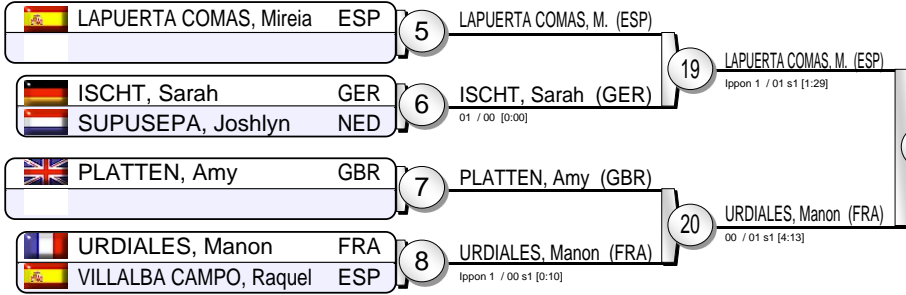 LAPUERTA COMAS, Mireia ESP
5
LAPUERTA COMAS, M. (ESP)
ISCHT, Sarah GER
SUPUSEPA, Joshlyn NED
6
ISCHT, Sarah (GER)
01 / 00 [0:00]
19
LAPUERTA COMAS, M. (ESP)
Ippon 1 / 01 s1 [1:29]
PLATTEN, Amy GBR
7
PLATTEN, Amy (GBR)
URDIALES, Manon FRA
VILLALBA CAMPO, Raquel ESP
8
URDIALES, Manon (FRA)
Ippon 1 / 00 s1 [0:10]
20
URDIALES, Manon (FRA)
00 / 01 s1 [4:13]